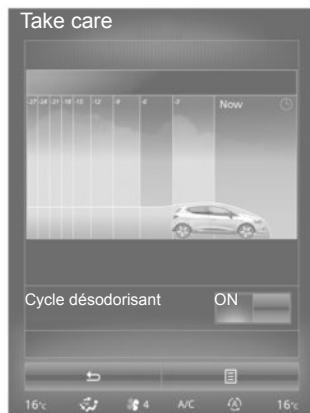 Take care
-27 -24 -21 -18 -15 -12 -9 -6 -3 Now
Cycle désodorisant ON
16°c 4 A/C 16°c